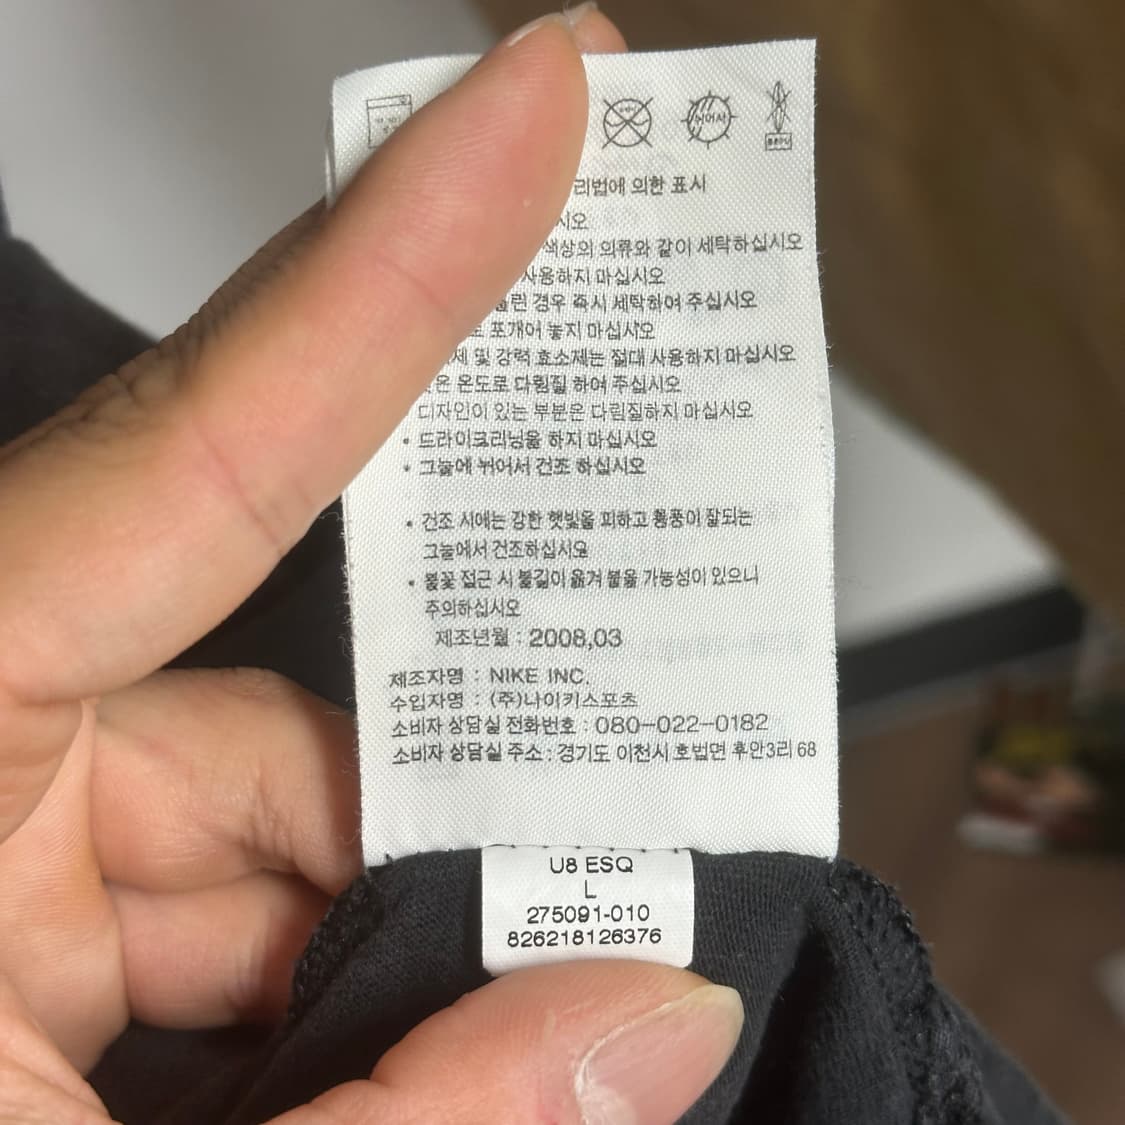 뉘어서
리법에 의한 표시
시오
색상의 의류와 같이 세탁하십시오
사용하지 마십시오
경우 즉시 세탁하여 주십시오
포개어 놓지 마십시오
및 강력 효소제는 절대 사용하지 마십시오
온도로 다림질 하여 주십시오
디자인이 있는 부분은 다림질하지 마십시오
• 드라이크리닝을 하지 마십시오
• 그늘에 뉘어서 건조 하십시오
• 건조 시에는 강한 햇빛을 피하고 통풍이 잘되는
그늘에서 건조하십시오
• 불꽃 접근 시 불길이 옮겨 붙을 가능성이 있으니
주의하십시오
제조년월 : 2008,03
제조자명 : NIKE INC.
수입자명 : (주)나이키스포츠
소비자 상담실 전화번호 : 080-022-0182
소비자 상담실 주소 : 경기도 이천시 호법면 후안3리 68
U8 ESQ
L
275091-010
826218126376